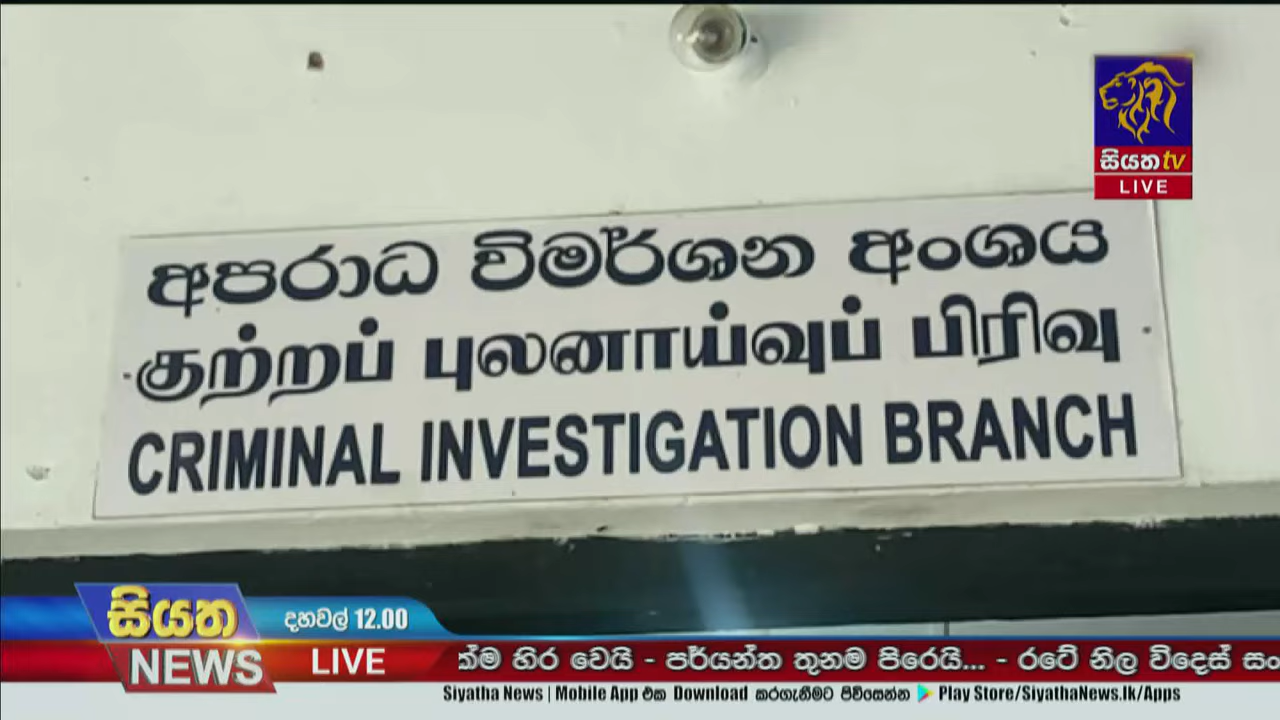 සියත tv
LIVE
අපරාධ විමර්ශන අංශය
குற்றப் புலனாய்வுப் பிரிவு
CRIMINAL INVESTIGATION BRANCH
සියත
NEWS
දහවල් 12.00
LIVE
ක්ම හිර වෙයි - පර්යන්ත තුනම පිරෙයි... - රටේ නිල විදෙස් සං
Siyatha News | Mobile App එක Download කරගැනීමට පිවිසෙන්න Play Store/SiyathaNews.lk/Apps